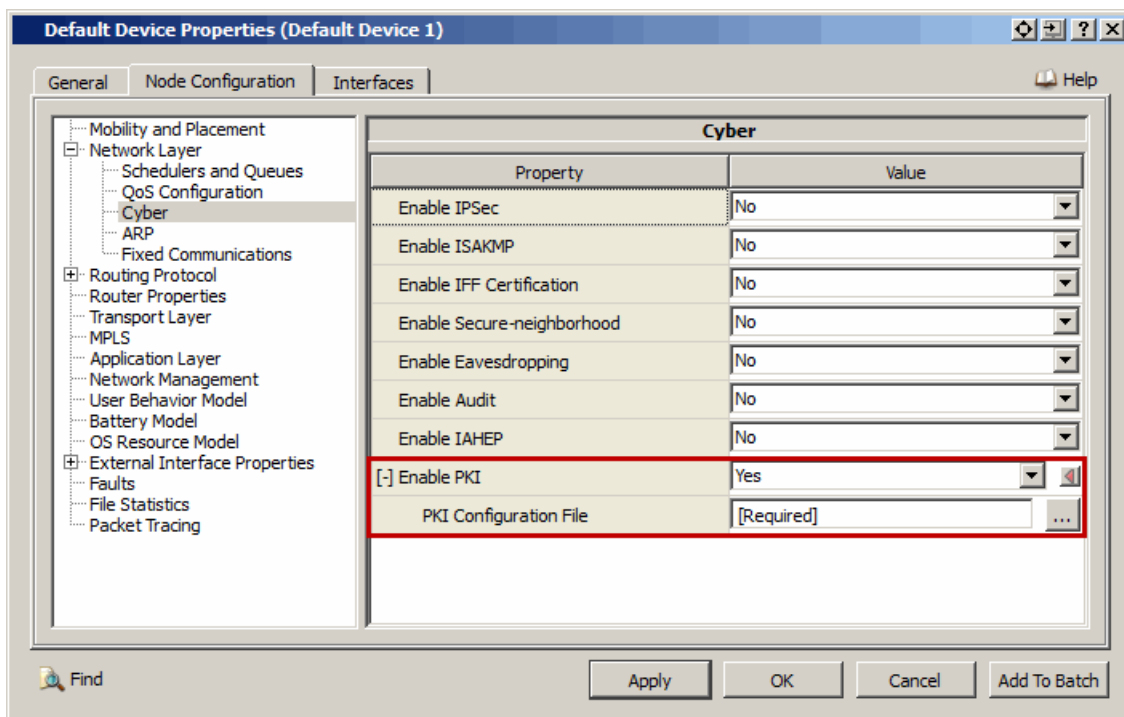 Default Device Properties (Default Device 1)
?
General
Node Configuration
Interfaces
Help
Mobility and Placement
Network Layer
Schedulers and Queues
QoS Configuration
Cyber
ARP
Fixed Communications
Routing Protocol
Router Properties
Transport Layer
MPLS
Application Layer
Network Management
User Behavior Model
Battery Model
OS Resource Model
External Interface Properties
Faults
File Statistics
Packet Tracing
Cyber
Property Value
Enable IPSec No
Enable ISAKMP No
Enable IFF Certification No
Enable Secure-neighborhood No
Enable Eavesdropping No
Enable Audit No
Enable IAHEP No
[-] Enable PKI Yes
PKI Configuration File [Required] ...
Find
Apply
OK
Cancel
Add To Batch